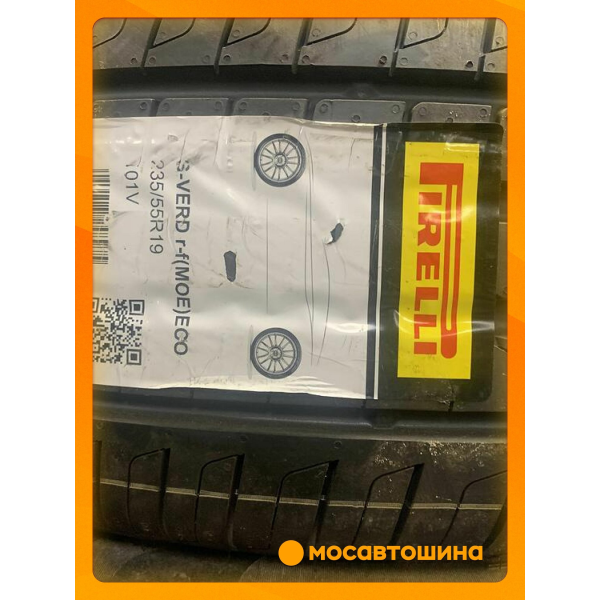 PIRELLI
S-VERD r-f(MOE)ECO
235/55R19
101V
мосавтошина